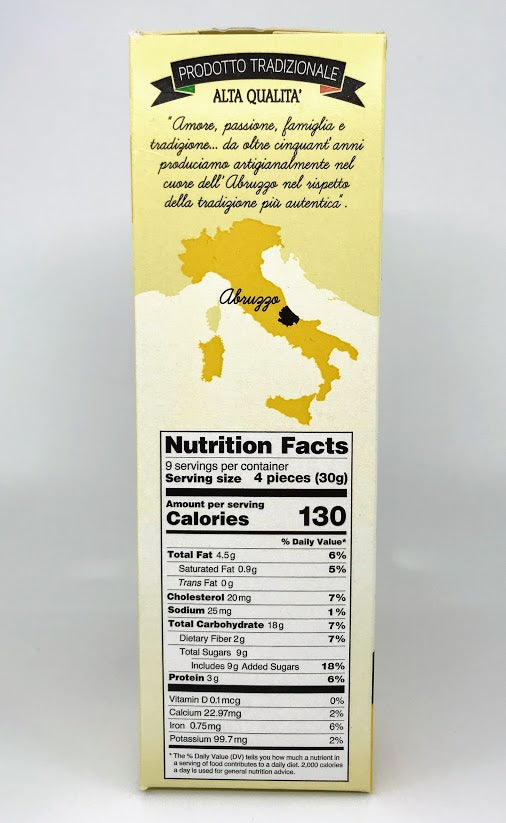 PRODOTTO TRADIZIONALE
ALTA QUALITA'
"Amore, passione, famiglia e
tradizione... da oltre cinquant'anni
produciamo artigianalmente nel
cuore dell'Abruzzo nel rispetto
della tradizione più autentica".
Abruzzo
Nutrition Facts
9 servings per container
Serving size 4 pieces (30g)
Amount per serving
Calories 130
% Daily Value*
Total Fat 4.5g 6%
Saturated Fat 0.9g 5%
Trans Fat 0g
Cholesterol 20mg 7%
Sodium 25mg 1%
Total Carbohydrate 18g 7%
Dietary Fiber 2g 7%
Total Sugars 9g
Includes 9g Added Sugars 18%
Protein 3g 6%
Vitamin D 0.1mcg 0%
Calcium 22.97mg 2%
Iron 0.75mg 6%
Potassium 99.7mg 2%
* The % Daily Value (DV) tells you how much a nutrient in
a serving of food contributes to a daily diet. 2,000 calories
a day is used for general nutrition advice.